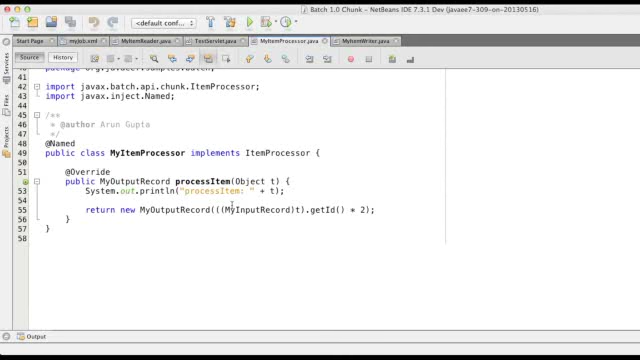 Batch 1.0 Chunk – NetBeans IDE 7.3.1 Dev (javaee7-309-on-20130516)
<default conf...
Start Page myJob.xml MyItemReader.java TestServlet.java MyItemProcessor.java MyItemWriter.java
Source History
Services
Files
Projects
41
42 import javax.batch.api.chunk.ItemProcessor;
43 import javax.inject.Named;
44
45 /**
46 * @author Arun Gupta
47 */
48 @Named
49 public class MyItemProcessor implements ItemProcessor {
50
51 @Override
public MyOutputRecord processItem(Object t) {
53 System.out.println("processItem: " + t);
54
55 return new MyOutputRecord(((MyInputRecord)t).getId() * 2);
56 }
57 }
58
Output